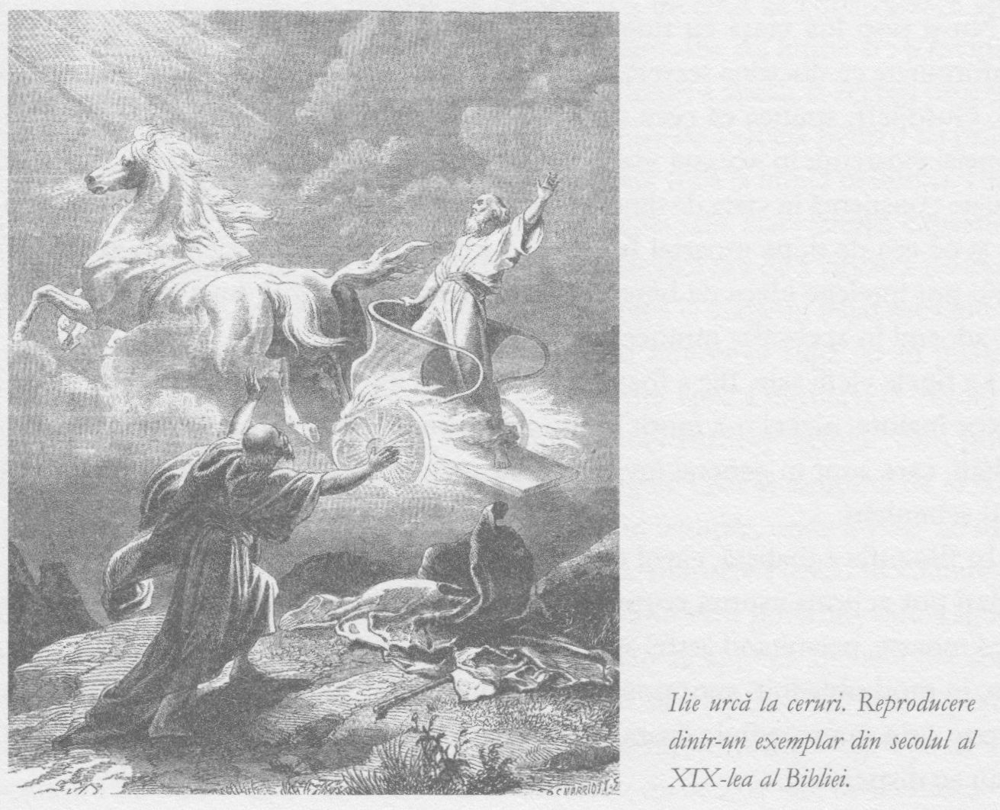 Ilie urcă la ceruri. Reproducere
dintr-un exemplar din secolul al
XIX-lea al Bibliei.